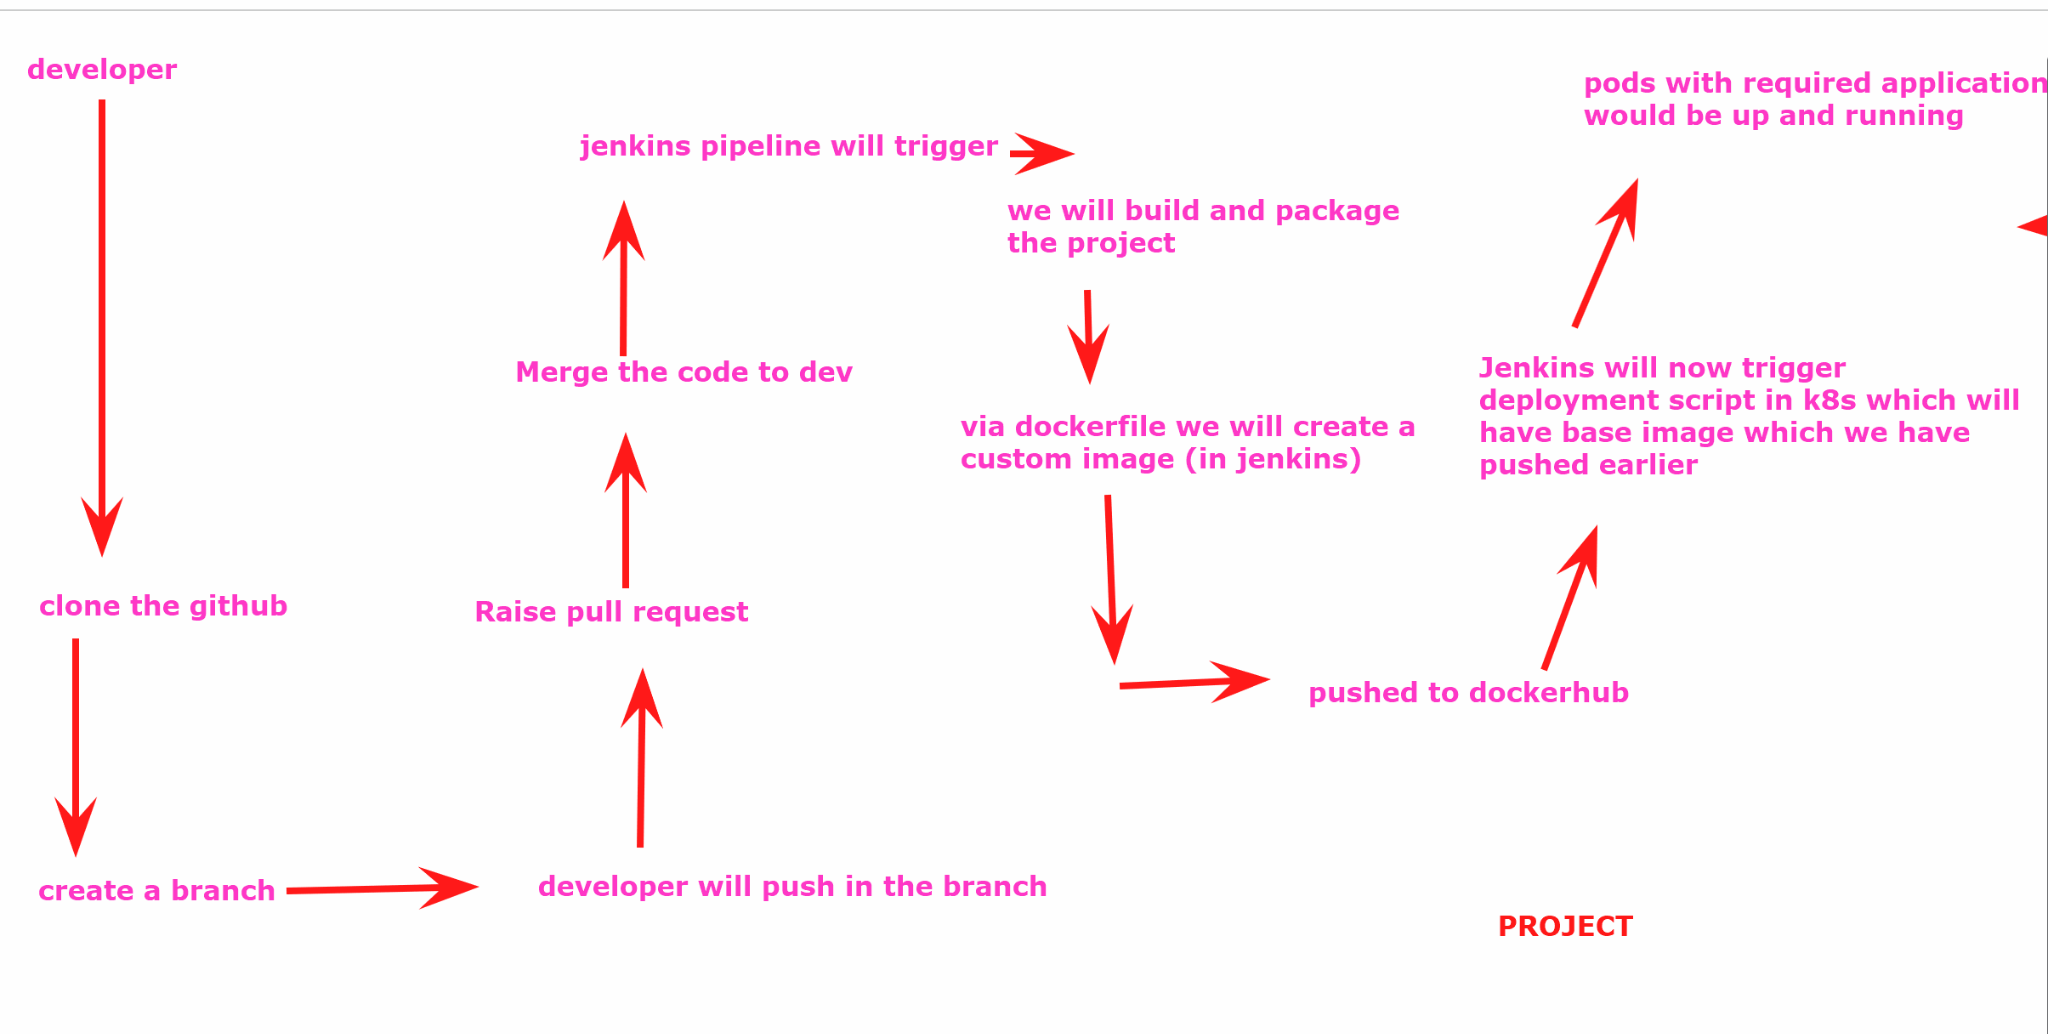 developer
clone the github
create a branch
developer will push in the branch
Raise pull request
Merge the code to dev
jenkins pipeline will trigger
we will build and package
the project
via dockerfile we will create a
custom image (in jenkins)
pushed to dockerhub
Jenkins will now trigger
deployment script in k8s which will
have base image which we have
pushed earlier
pods with required application
would be up and running
PROJECT